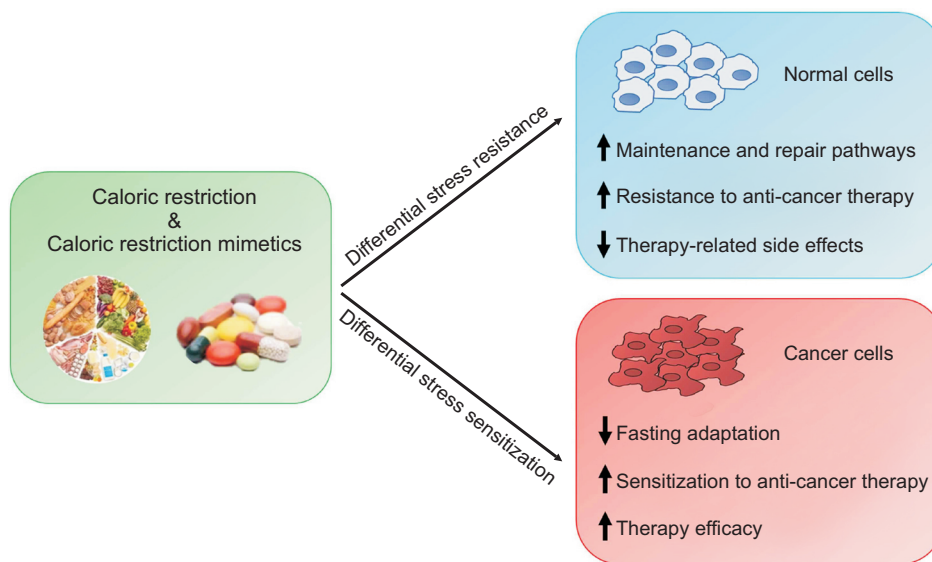 Caloric restriction
&
Caloric restriction mimetics
Differential stress resistance
Differential stress sensitization
Normal cells
Maintenance and repair pathways
Resistance to anti-cancer therapy
Therapy-related side effects
Cancer cells
Fasting adaptation
Sensitization to anti-cancer therapy
Therapy efficacy